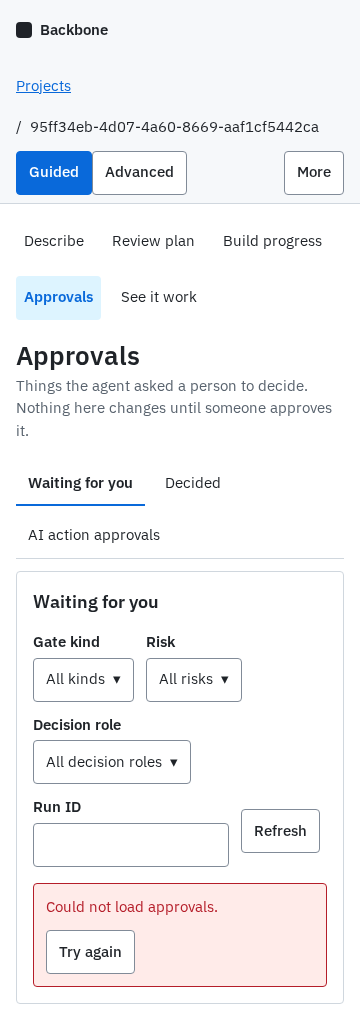 Backbone
Projects
/ 95ff34eb-4d07-4a60-8669-aaf1cf5442ca
Guided Advanced More
Describe Review plan Build progress
Approvals See it work
Approvals
Things the agent asked a person to decide.
Nothing here changes until someone approves
it.
Waiting for you Decided
AI action approvals
Waiting for you
Gate kind Risk
All kinds ▾ All risks ▾
Decision role
All decision roles ▾
Run ID
Refresh
Could not load approvals.
Try again